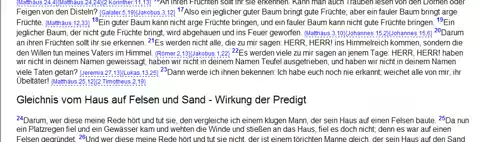 (Matthäus 24,4)(Matthäus 24,24)(2 Korinther 11,13) 16An ihren Früchten sollt ihr sie erkennen. Kann man auch Trauben lesen von den Dornen oder
Feigen von den Disteln? (Galater 5,19)(Jakobus 3,12) 17Also ein jeglicher guter Baum bringt gute Früchte, aber ein fauler Baum bringt arge
Früchte. (Matthäus 12,33) 18Ein guter Baum kann nicht arge Früchte bringen, und ein fauler Baum kann nicht gute Früchte bringen. 19Ein
jeglicher Baum, der nicht gute Früchte bringt, wird abgehauen und ins Feuer geworfen. (Matthäus 3,10)(Johannes 15,2)(Johannes 15,6) 20Darum
an ihren Früchten sollt ihr sie erkennen. 21Es werden nicht alle, die zu mir sagen: HERR, HERR! ins Himmelreich kommen, sondern die
den Willen tun meines Vaters im Himmel. (Römer 2,13)(Jakobus 1,22) 22Es werden viele zu mir sagen an jenem Tage: HERR, HERR! haben
wir nicht in deinem Namen geweissagt, haben wir nicht in deinem Namen Teufel ausgetrieben, und haben wir nicht in deinem Namen
viele Taten getan? (Jeremia 27,13)(Lukas 13,25) 23Dann werde ich ihnen bekennen: Ich habe euch noch nie erkannt; weichet alle von mir, ihr
Übeltäter! (Matthäus 25,12)(2 Timotheus 2,19)
Gleichnis vom Haus auf Felsen und Sand - Wirkung der Predigt
24Darum, wer diese meine Rede hört und tut sie, den vergleiche ich einem klugen Mann, der sein Haus auf einen Felsen baute. 25Da nun
ein Platzregen fiel und ein Gewässer kam und wehten die Winde und stießen an das Haus, fiel es doch nicht; denn es war auf einen
Felsen gegründet. 26Und wer diese meine Rede hört und tut sie nicht, der ist einem törichten Manne gleich, der sein Haus auf den Sand